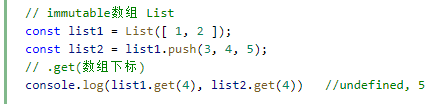 // immutable数组 List
const list1 = List([ 1, 2 ]);
const list2 = list1.push(3, 4, 5);
// .get(数组下标)
console.log(list1.get(4), list2.get(4))   //undefined, 5